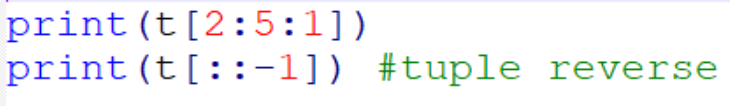 print(t[2:5:1])
print(t[::-1]) #tuple reverse